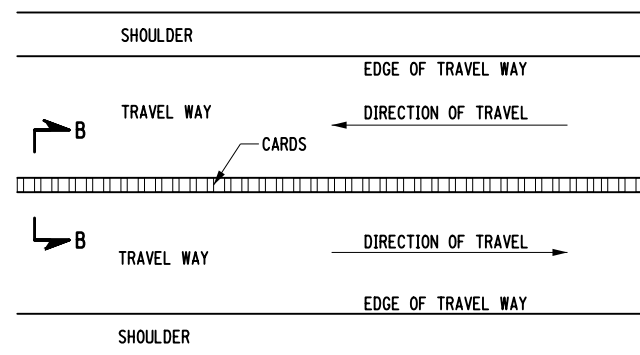 SHOULDER
EDGE OF TRAVEL WAY
TRAVEL WAY
DIRECTION OF TRAVEL
B
CARDS
B
DIRECTION OF TRAVEL
TRAVEL WAY
EDGE OF TRAVEL WAY
SHOULDER